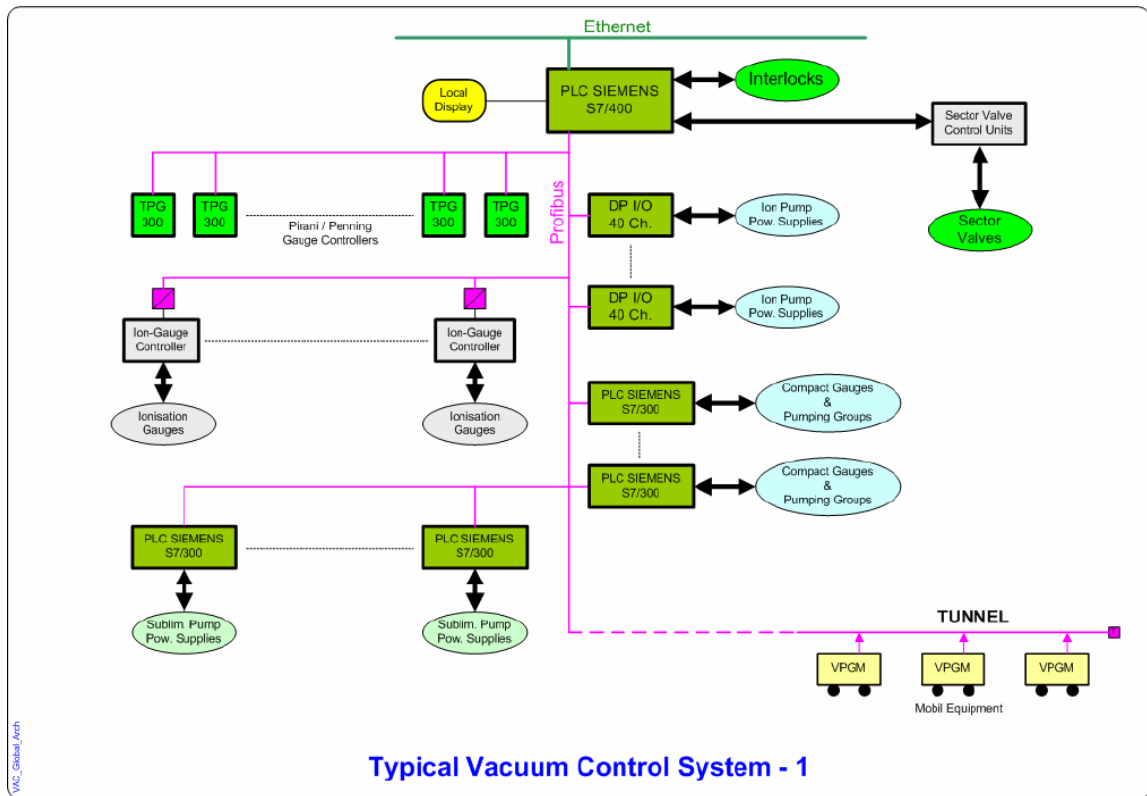 Ethernet
PLC SIEMENS
S7/400
Interlocks
Local
Display
Sector Valve
Control Units
Sector
Valves
Profibus
TPG
300
TPG
300
TPG
300
TPG
300
Pirani / Penning
Gauge Controllers
DP I/O
40 Ch.
Ion Pump
Pow. Supplies
DP I/O
40 Ch.
Ion Pump
Pow. Supplies
Ion-Gauge
Controller
Ion-Gauge
Controller
Ionisation
Gauges
Ionisation
Gauges
PLC SIEMENS
S7/300
Compact Gauges
&
Pumping Groups
PLC SIEMENS
S7/300
Compact Gauges
&
Pumping Groups
PLC SIEMENS
S7/300
PLC SIEMENS
S7/300
Sublim. Pump
Pow. Supplies
Sublim. Pump
Pow. Supplies
TUNNEL
VPGM
VPGM
VPGM
Mobil Equipment
VAC_Global_Arch
Typical Vacuum Control System - 1